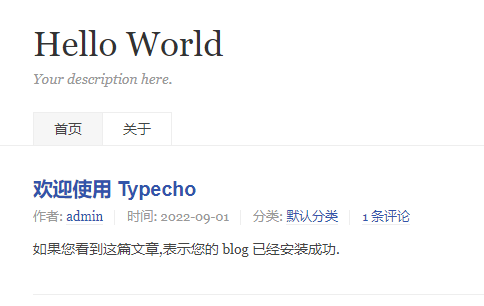 Hello World
Your description here.
首页 关于
欢迎使用 Typecho
作者: admin 时间: 2022-09-01 分类: 默认分类 1 条评论
如果您看到这篇文章,表示您的 blog 已经安装成功.